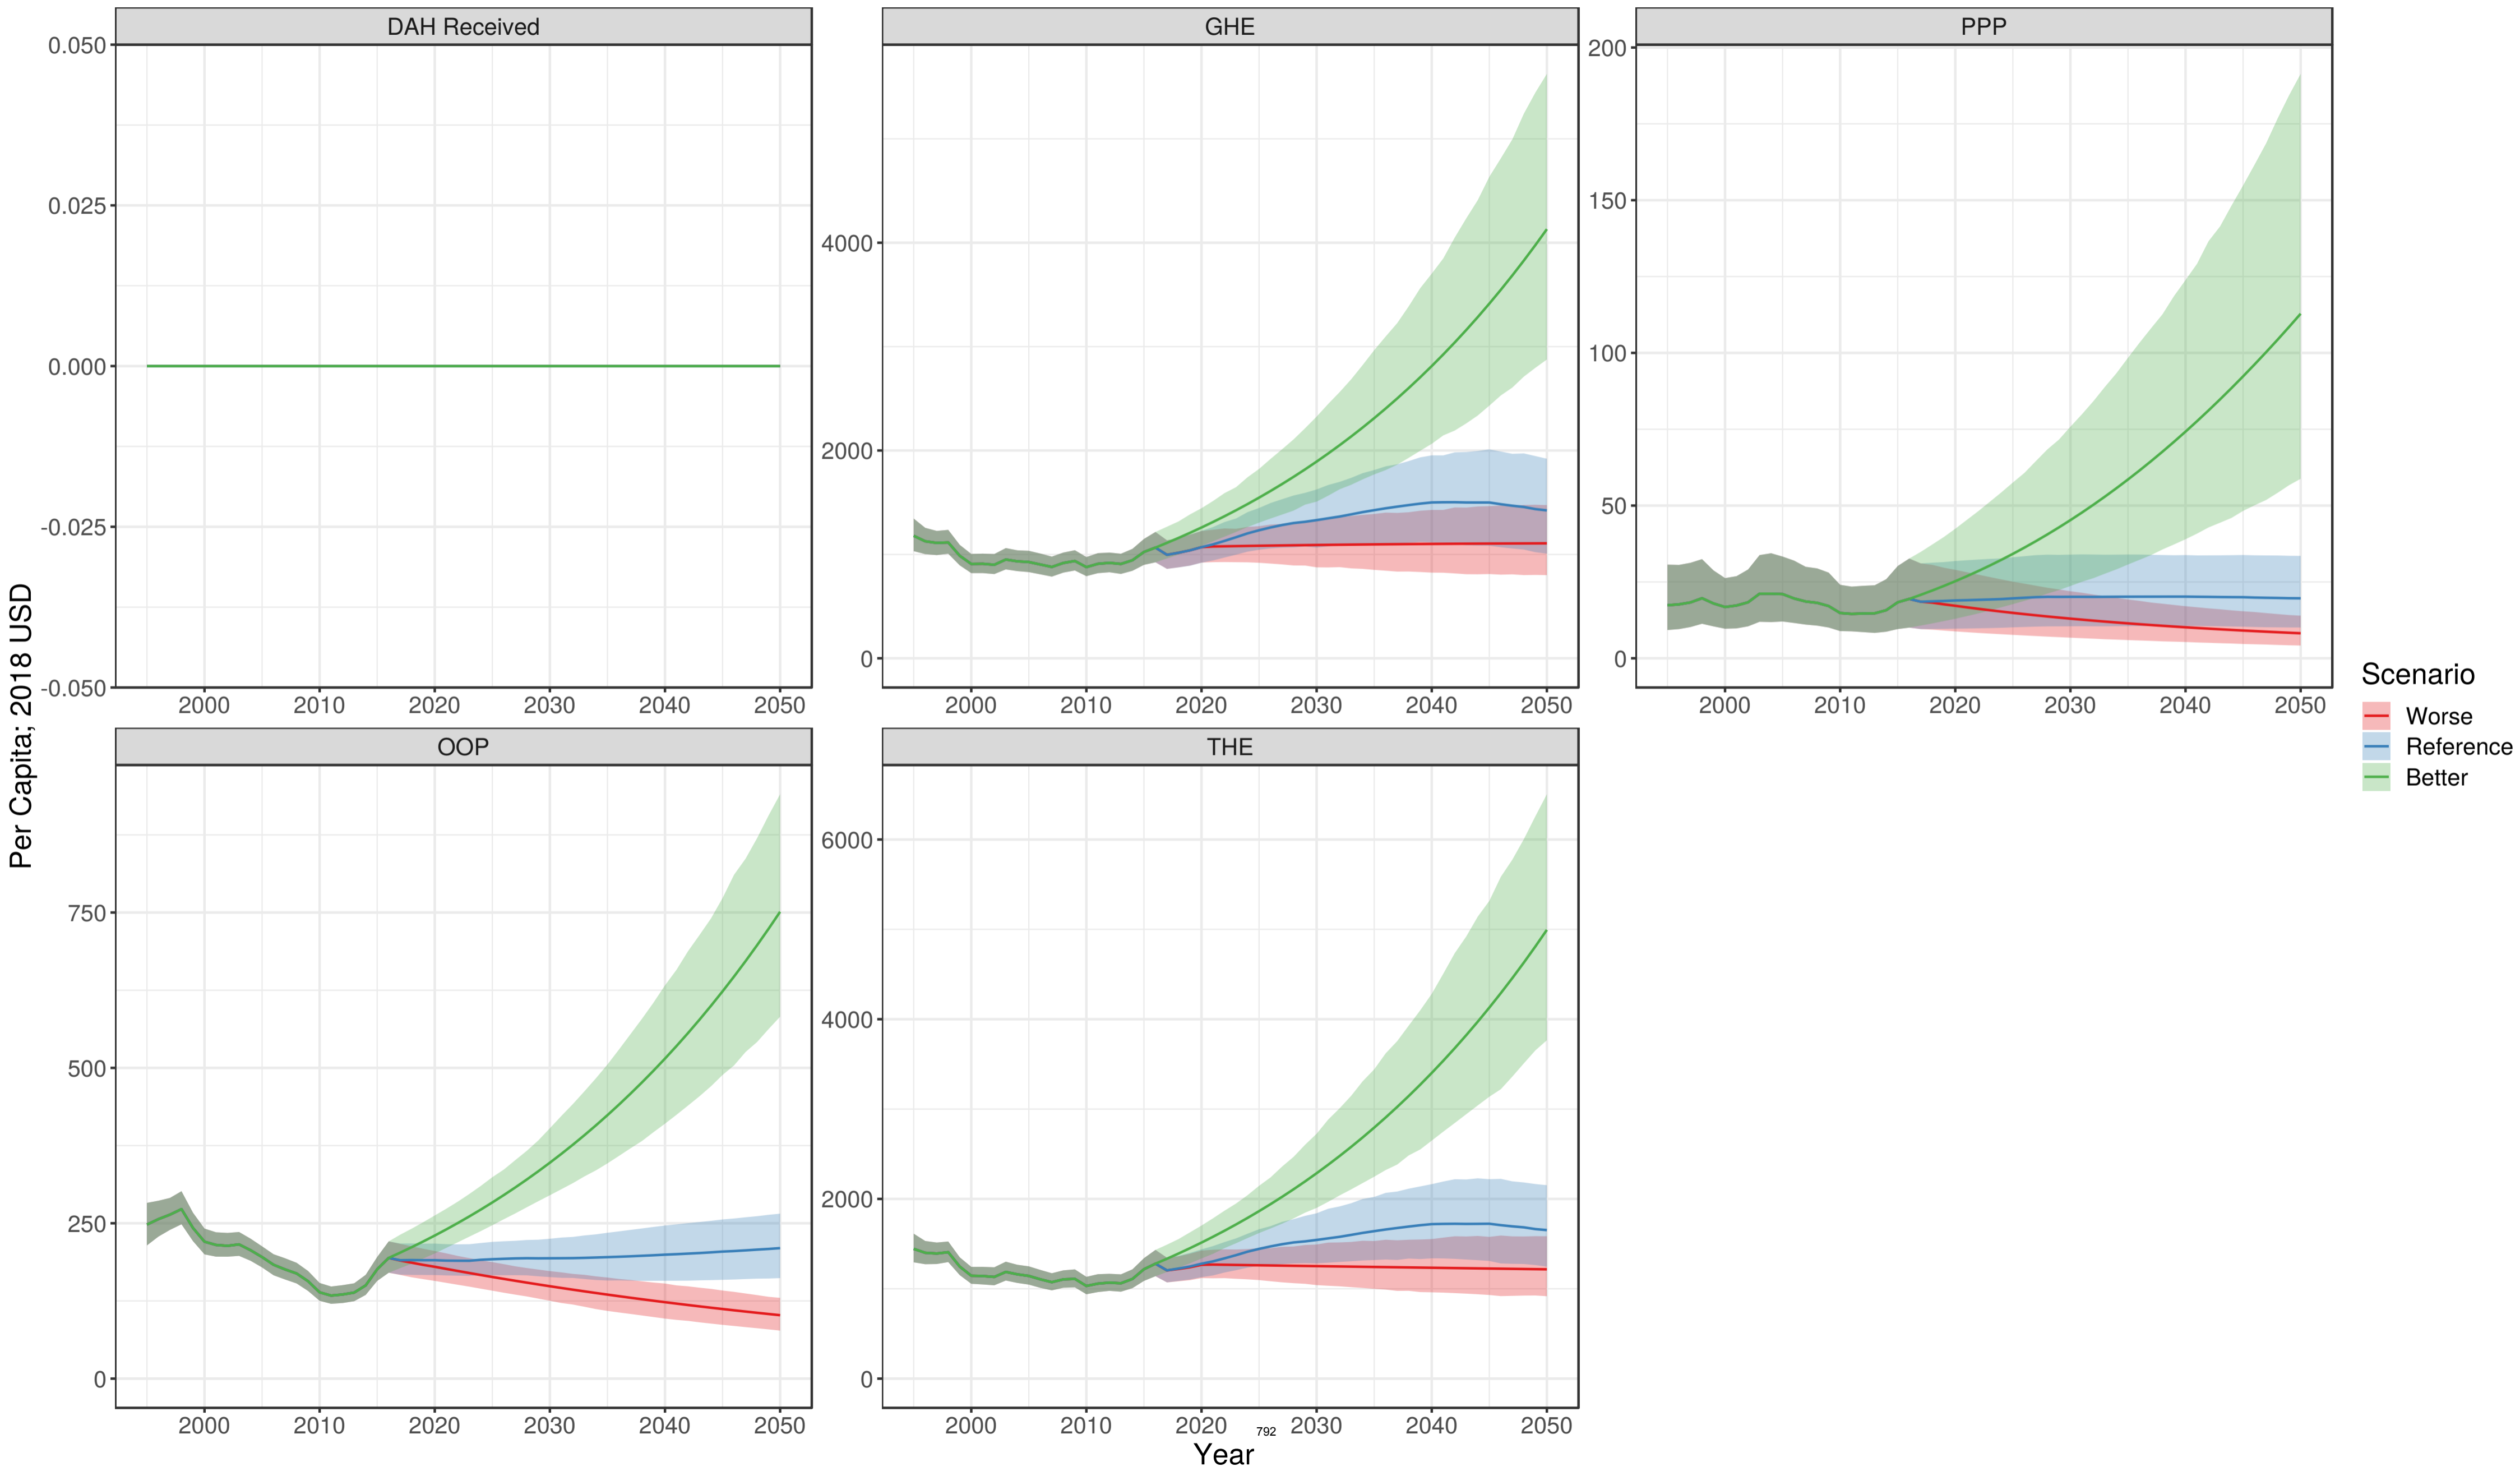 DAH Received
GHE
PPP
0.050
0.025
0.000
-0.025
-0.050
4000
2000
0
200
150
100
50
0
2000 2010 2020 2030 2040 2050
2000 2010 2020 2030 2040 2050
2000 2010 2020 2030 2040 2050
Per Capita; 2018 USD
OOP
THE
750
500
250
0
6000
4000
2000
0
2000 2010 2020 2030 2040 2050
2000 2010 2020 2030 2040 2050
792
Year
Scenario
Worse
Reference
Better